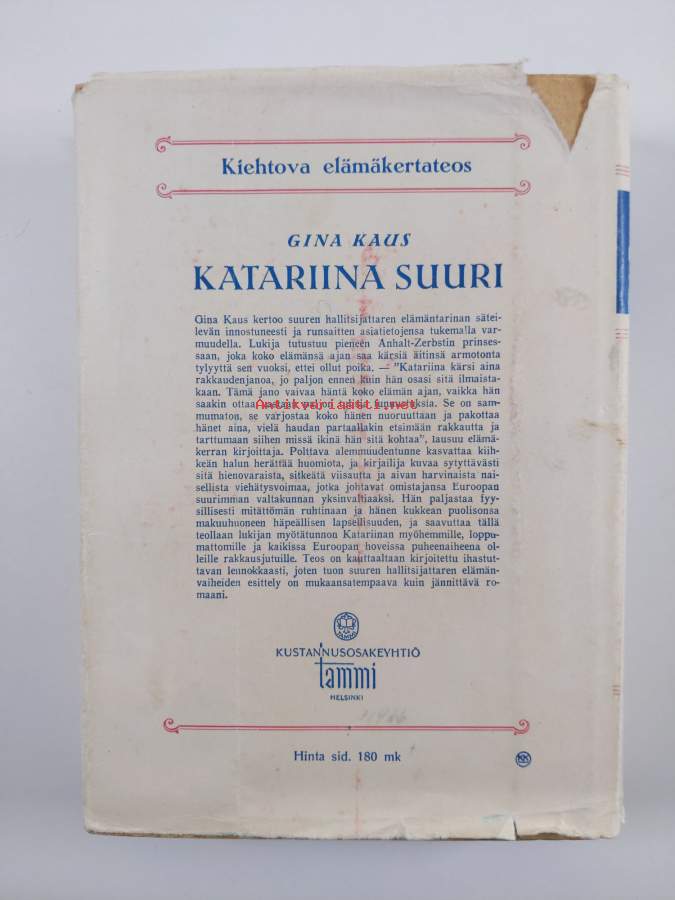 Kiehtova elämäkertateos
GINA KAUS
KATARIINA SUURI
Gina Kaus kertoo suuren hallitsijattaren elämäntarinan sätei-
levän innostuneesti ja runsaitten asiatietojensa tukemalla var-
muudella. Lukija tutustuu pieneen Anhalt-Zerbstin prinses-
saan, joka koko elämänsä ajan saa kärsiä äitinsä armotonta
tylyyttä sen vuoksi, ettei ollut poika. — "Katariina kärsi aina
rakkaudenjanoa, jo paljon ennen kuin hän osasi sitä ilmaista-
kaan. Tämä jano vaivaa häntä koko elämän ajan, vaikka hän
saakin ottaa vastaan paljon
Antikvariaatti.net
Se on sam-
mumaton, se varjostaa koko hänen nuoruuttaan ja pakottaa
hänet aina, vielä haudan partaallakin etsimään rakkautta ja
tarttumaan siihen missä ikinä hän sitä kohtaa", lausuu elämä-
kerran kirjoittaja. Polttava alemmuudentunne kasvattaa kiih-
keän halun herättää huomiota, ja kirjailija kuvaa sytyttävästi
sitä hienovaraista, sitkeätä viisautta ja aivan harvinaista nai-
sellista viehätysvoimaa, jotka johtavat omistajansa Euroopan
suurimman valtakunnan yksinvaltiaaksi. Hän paljastaa fyy-
sillisesti mitättömän ruhtinaan ja hänen kukkean puolisonsa
makuuhuoneen häpeällisen lapsellisuuden, ja saavuttaa tällä
teollaan lukijan myötätunnon Katariinan myöhemmille, loppu-
mattomille ja kaikissa Euroopan hoveissa puheenaiheena ol-
leille rakkausjutuille. Teos on kauttaaltaan kirjoitettu ihastut-
tavan leunokkaasti, joten tuon suuren hallitsijattaren elämän-
vaiheiden esittely on mukaansatempaava kuin jännittävä ro-
maani.
TAMMI
KUSTANNUSOSAKEYHTIÖ
tammi
HELSINKI
Hinta sid. 180 mk